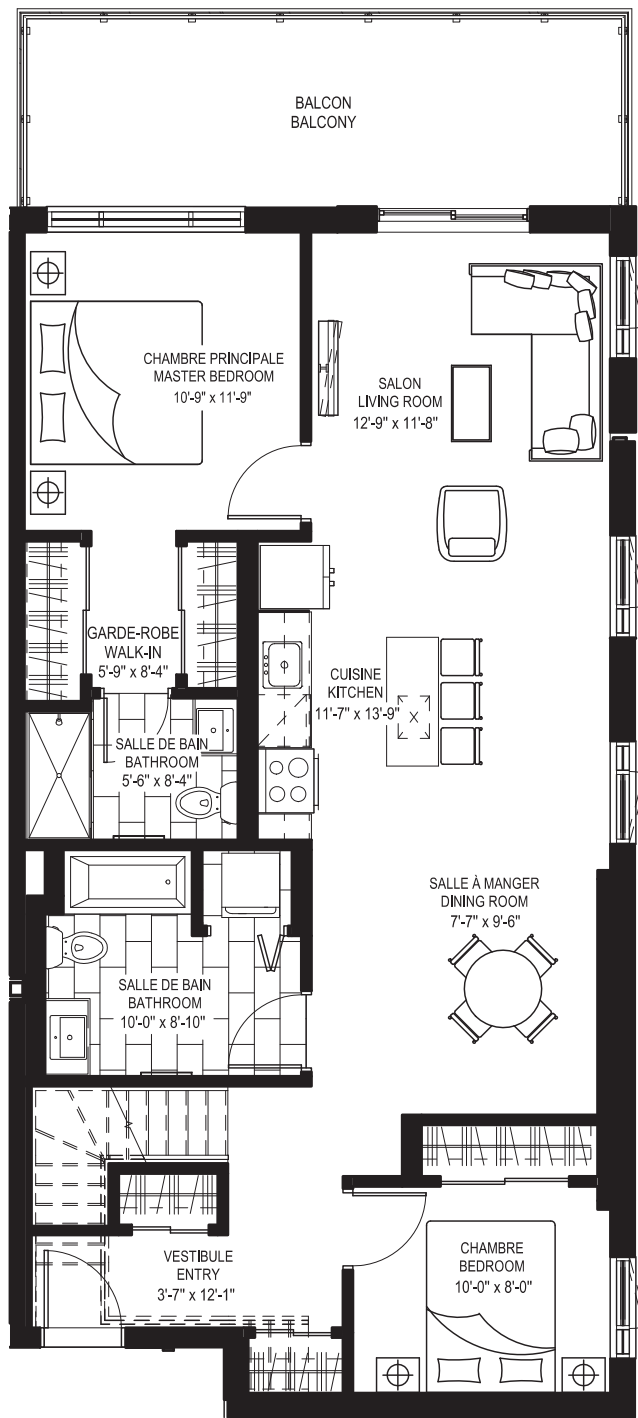 BALCON
BALCONY
CHAMBRE PRINCIPALE
MASTER BEDROOM
10'-9" x 11'-9"
SALON
LIVING ROOM
12'-9" x 11'-8"
GARDE-ROBE
WALK-IN
5'-9" x 8'-4"
CUISINE
KITCHEN
11'-7" x 13'-9"
SALLE DE BAIN
BATHROOM
5'-6" x 8'-4"
SALLE À MANGER
DINING ROOM
7'-7" x 9'-6"
SALLE DE BAIN
BATHROOM
10'-0" x 8'-10"
VESTIBULE
ENTRY
3'-7" x 12'-1"
CHAMBRE
BEDROOM
10'-0" x 8'-0"